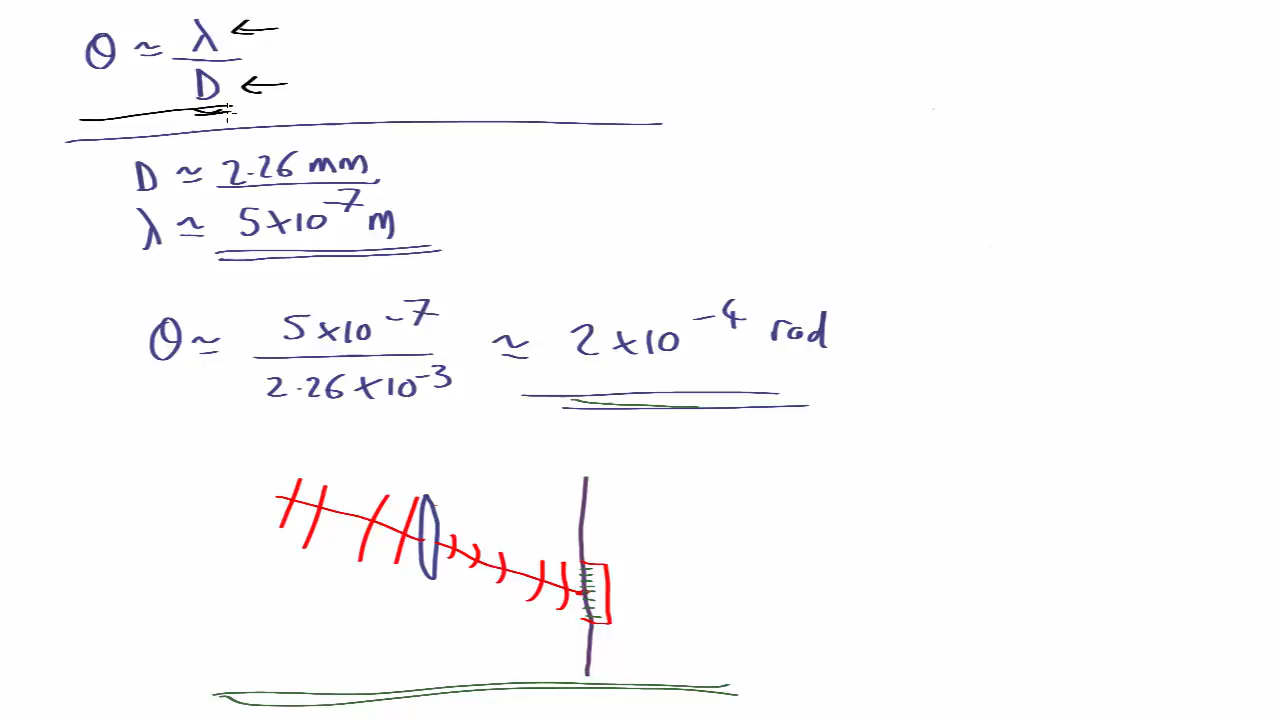 θ ≃ λ / D
D ≃ 2.26 mm
λ ≃ 5×10⁻⁷ m
θ ≃ 5×10⁻⁷ / 2.26×10⁻³ ≃ 2×10⁻⁴ rad